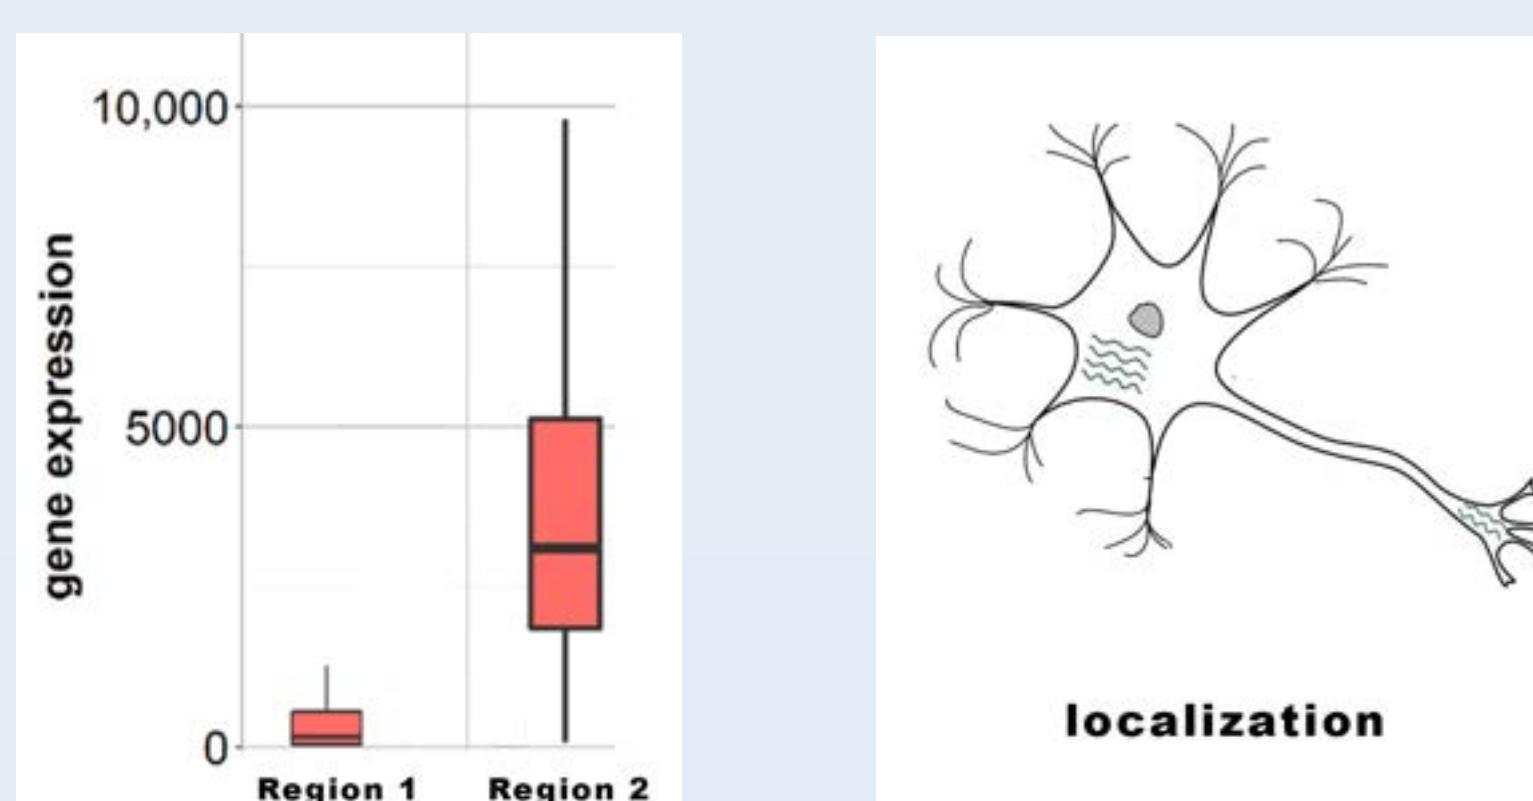 10,000
gene expression
5000
0
Region 1
Region 2
localization